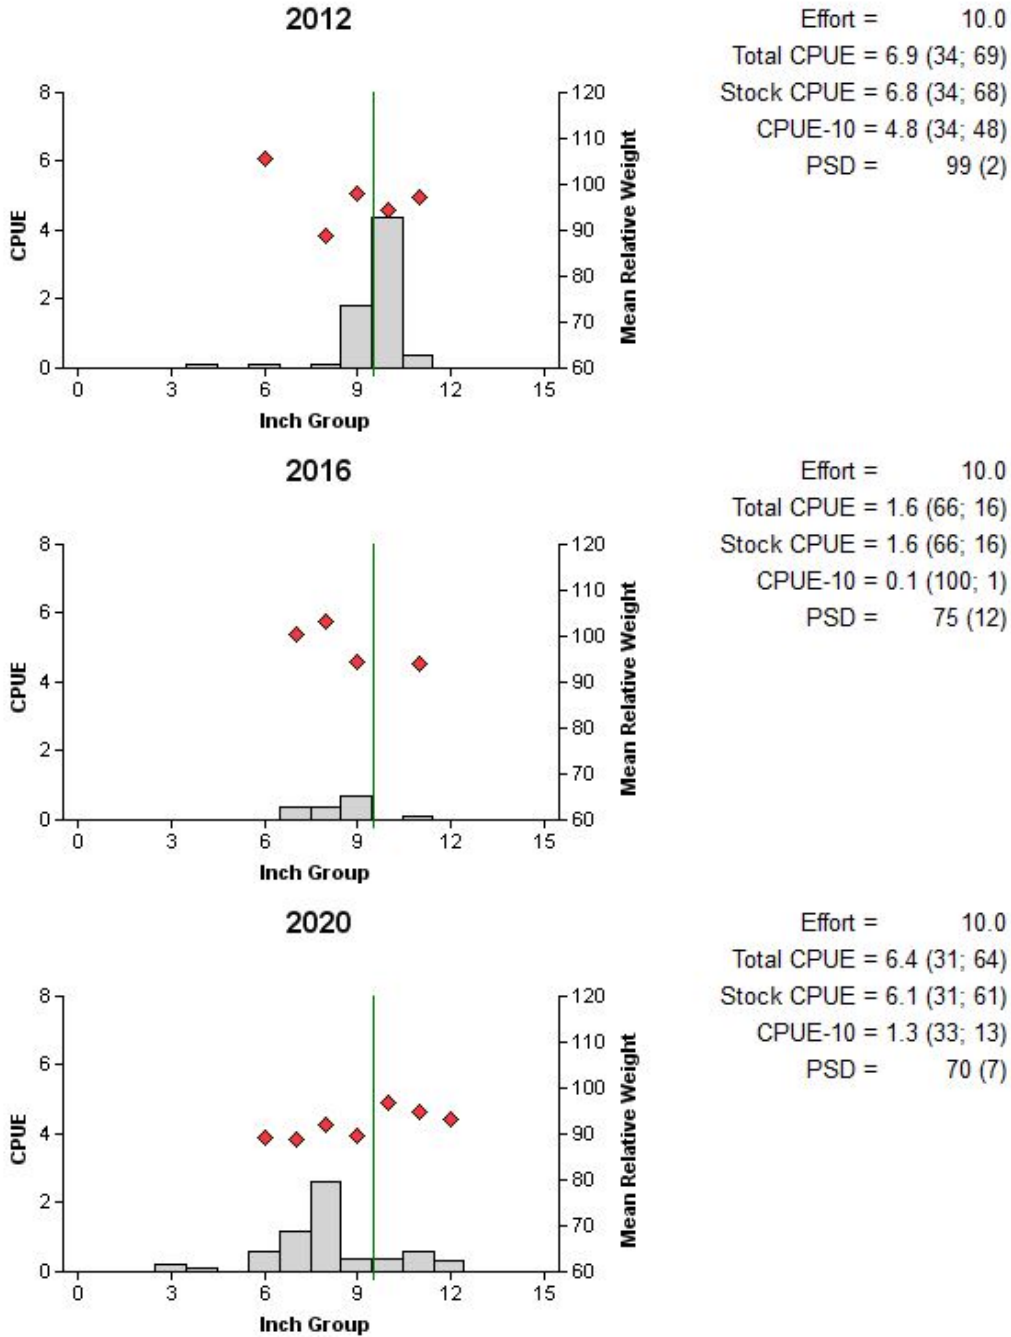 2012
Effort = 10.0
Total CPUE = 6.9 (34; 69)
Stock CPUE = 6.8 (34; 68)
CPUE-10 = 4.8 (34; 48)
PSD = 99 (2)
8
6
4
2
0
CPUE
120
110
100
90
80
70
60
Mean Relative Weight
0 3 6 9 12 15
Inch Group
2016
Effort = 10.0
Total CPUE = 1.6 (66; 16)
Stock CPUE = 1.6 (66; 16)
CPUE-10 = 0.1 (100; 1)
PSD = 75 (12)
8
6
4
2
0
CPUE
120
110
100
90
80
70
60
Mean Relative Weight
0 3 6 9 12 15
Inch Group
2020
Effort = 10.0
Total CPUE = 6.4 (31; 64)
Stock CPUE = 6.1 (31; 61)
CPUE-10 = 1.3 (33; 13)
PSD = 70 (7)
8
6
4
2
0
CPUE
120
110
100
90
80
70
60
Mean Relative Weight
0 3 6 9 12 15
Inch Group